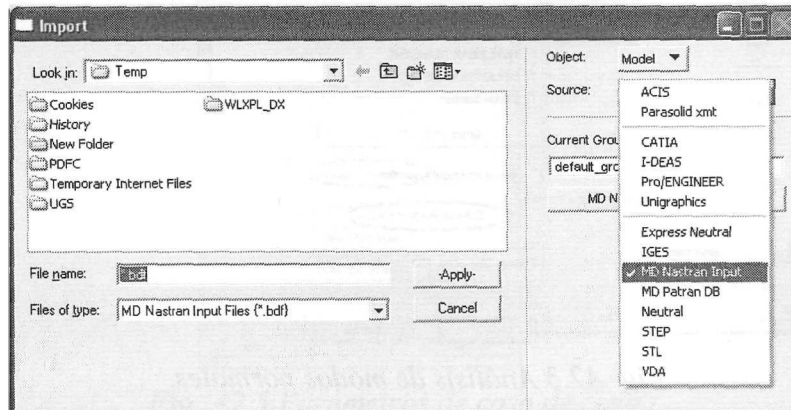 Import
Look in: Temp
Cookies
History
New Folder
PDFC
Temporary Internet Files
UGS
WLXPL_DX
File name: *.bdf
Files of type: MD Nastran Input Files (*.bdf)
-Apply-
Cancel
Object: Model
Source:
Current Grou
default_gro
MD N
ACIS
Parasolid xmt
CATIA
I-DEAS
Pro/ENGINEER
Unigraphics
Express Neutral
IGES
MD Nastran Input
MD Patran DB
Neutral
STEP
STL
VDA